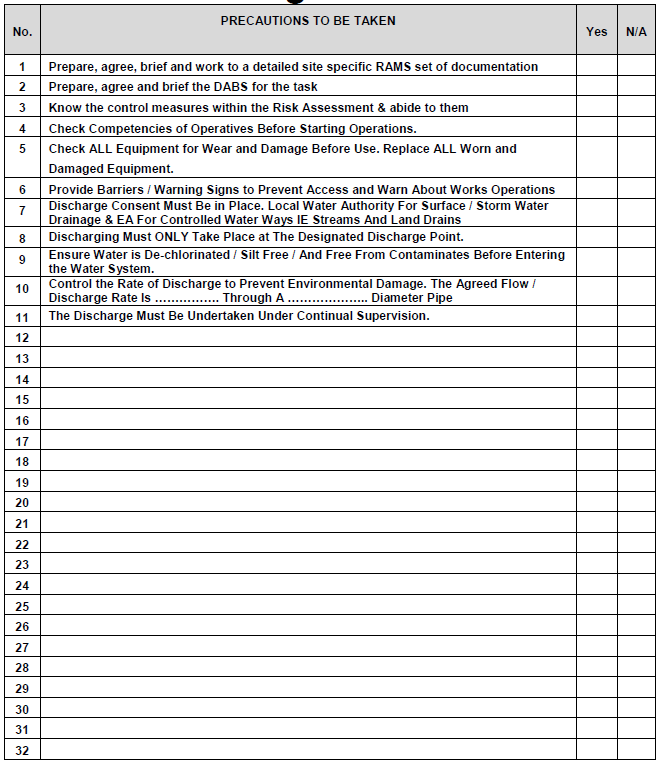 No. PRECAUTIONS TO BE TAKEN Yes N/A
1 Prepare, agree, brief and work to a detailed site specific RAMS set of documentation
2 Prepare, agree and brief the DABS for the task
3 Know the control measures within the Risk Assessment & abide to them
4 Check Competencies of Operatives Before Starting Operations.
5 Check ALL Equipment for Wear and Damage Before Use. Replace ALL Worn and
Damaged Equipment.
6 Provide Barriers / Warning Signs to Prevent Access and Warn About Works Operations
7 Discharge Consent Must Be in Place. Local Water Authority For Surface / Storm Water
Drainage & EA For Controlled Water Ways IE Streams And Land Drains
8 Discharging Must ONLY Take Place at The Designated Discharge Point.
9 Ensure Water is De-chlorinated / Silt Free / And Free From Contaminates Before Entering
the Water System.
10 Control the Rate of Discharge to Prevent Environmental Damage. The Agreed Flow /
Discharge Rate Is ……………. Through A ……………….. Diameter Pipe
11 The Discharge Must Be Undertaken Under Continual Supervision.
12
13
14
15
16
17
18
19
20
21
22
23
24
25
26
27
28
29
30
31
32